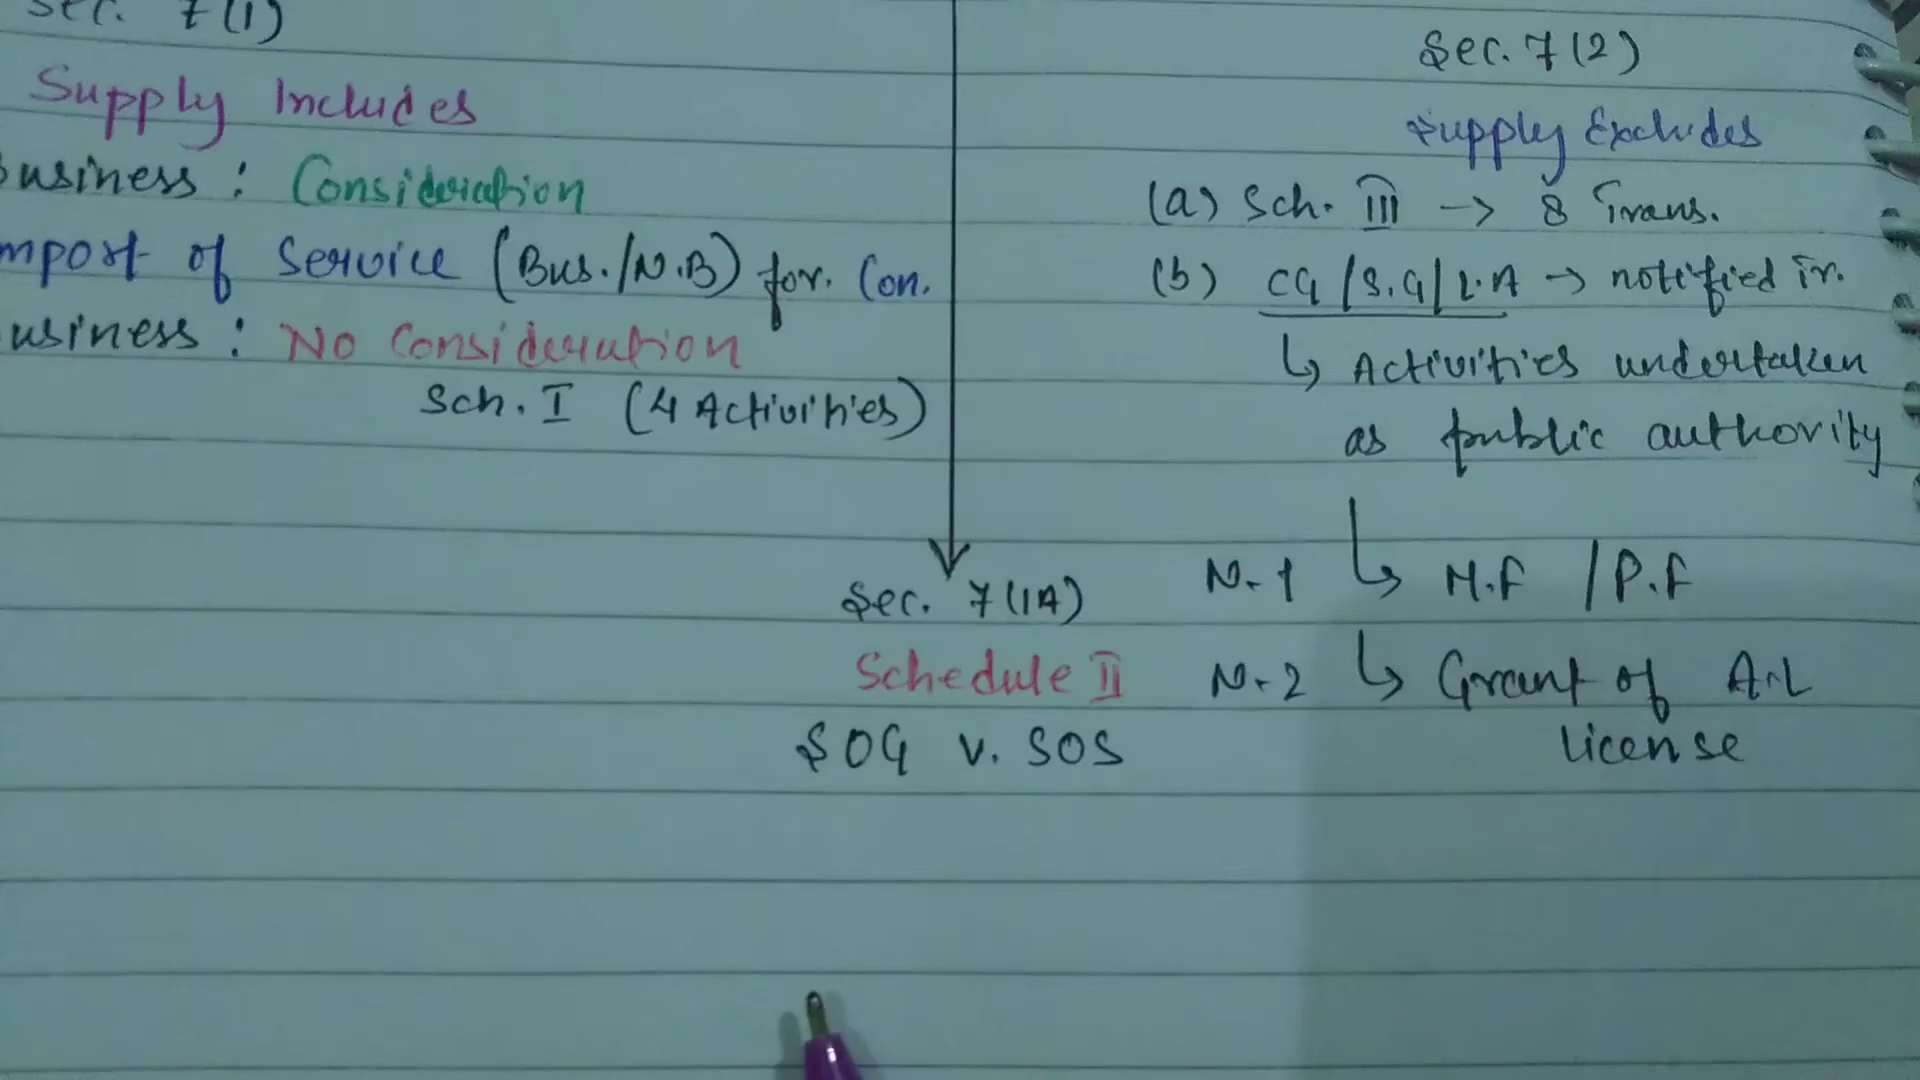 Sec. 7(1)
Supply Includes
Business : Consideration
mport of Service (Bus./N.B) for. Con.
usiness : No Consideration
Sch. I (4 Activities)
Sec. 7(2)
Supply Excludes
(a) Sch. III -> 8 Trans.
(b) CG /S.G/ L.A -> notified in.
↳ Activities undertaken
as public authority
N-1 ↳ M.F /P.F
N-2 ↳ Grant of A.L
license
Sec. 7(1A)
Schedule II
SOG v. SOS